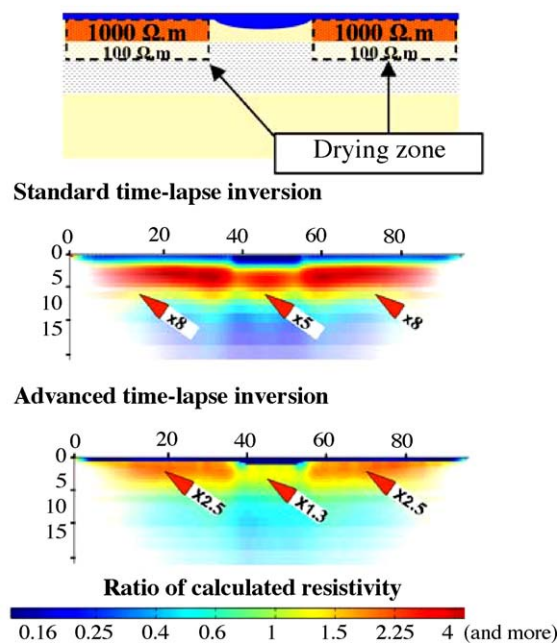 1000 Ω.m 1000 Ω.m
100 Ω.m 100 Ω.m
Drying zone
Standard time-lapse inversion
0 20 40 60 80
0
5
10
15
x8 x5 x8
Advanced time-lapse inversion
20 40 60 80
0
5
10
15
X2.5 X1.3 X2.5
Ratio of calculated resistivity
0.16 0.25 0.4 0.6 1 1.5 2.25 4 (and more)